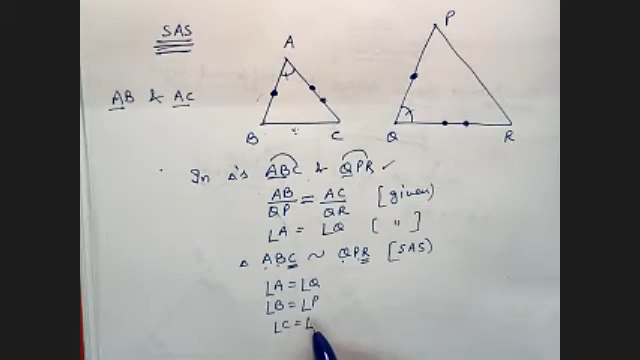 SAS
A
P
AB & AC
B
C
Q
R
In Δ's ABC & QPR ✓
AB/QP = AC/QR [given]
∠A = ∠Q [ " ]
Δ ABC ~ QPR [SAS]
∠A = ∠Q
∠B = ∠P
∠C = ∠